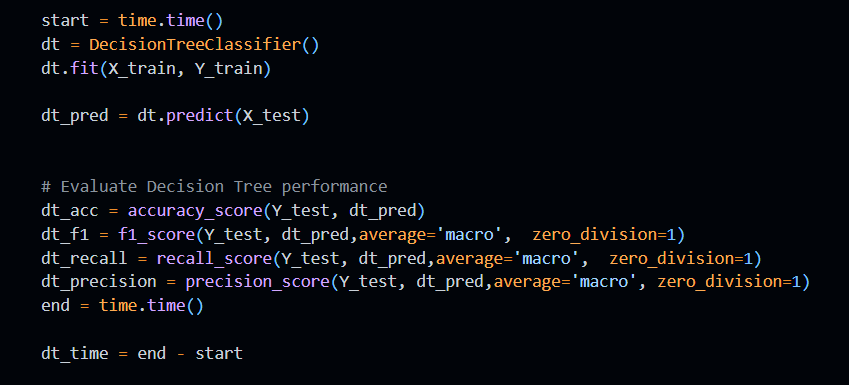 start = time.time()
dt = DecisionTreeClassifier()
dt.fit(X_train, Y_train)
dt_pred = dt.predict(X_test)
# Evaluate Decision Tree performance
dt_acc = accuracy_score(Y_test, dt_pred)
dt_f1 = f1_score(Y_test, dt_pred,average='macro',  zero_division=1)
dt_recall = recall_score(Y_test, dt_pred,average='macro',  zero_division=1)
dt_precision = precision_score(Y_test, dt_pred,average='macro', zero_division=1)
end = time.time()
dt_time = end - start